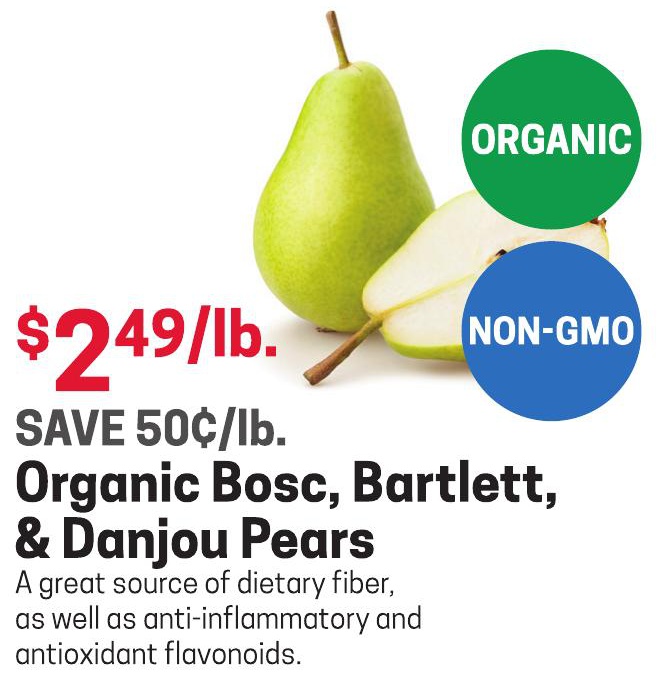 ORGANIC
NON-GMO
$2 49/lb.
SAVE 50¢/lb.
Organic Bosc, Bartlett,
& Danjou Pears
A great source of dietary fiber,
as well as anti-inflammatory and
antioxidant flavonoids.